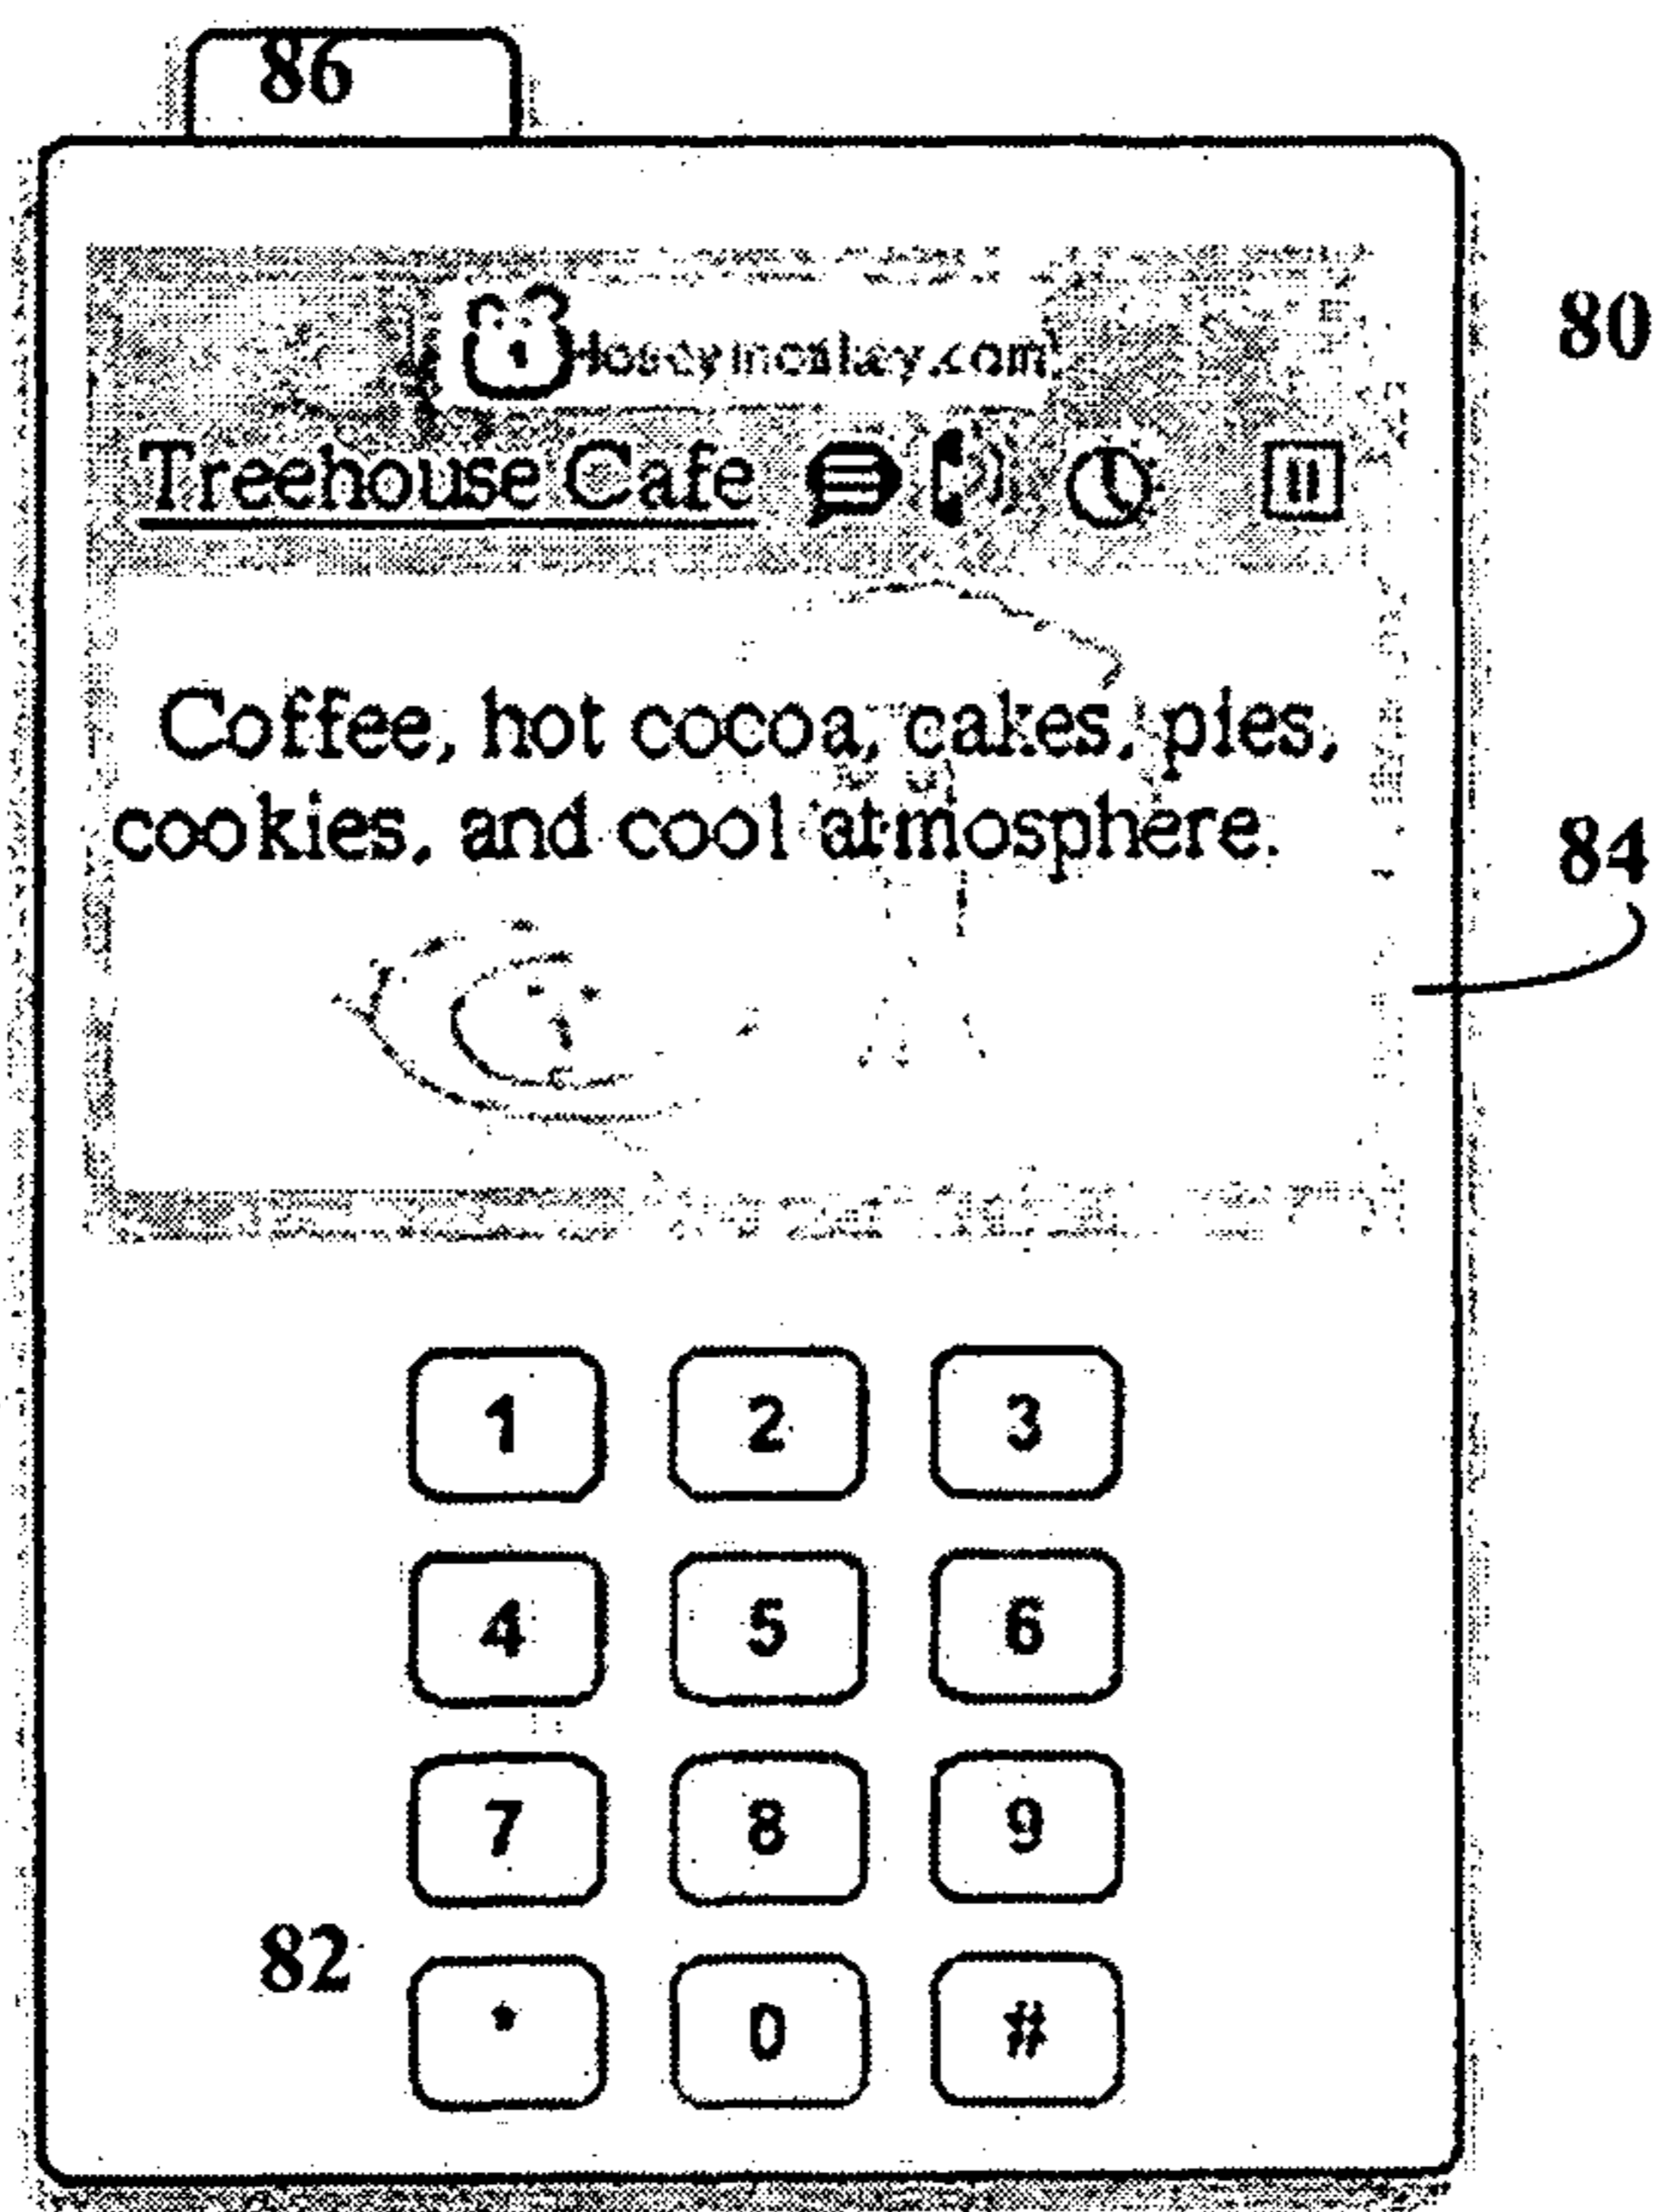 86
80
Treehouse Cafe
84
Coffee, hot cocoa, cakes, pies,
cookies, and cool atmosphere.
1 2 3
4 5 6
7 8 9
82
* 0 #